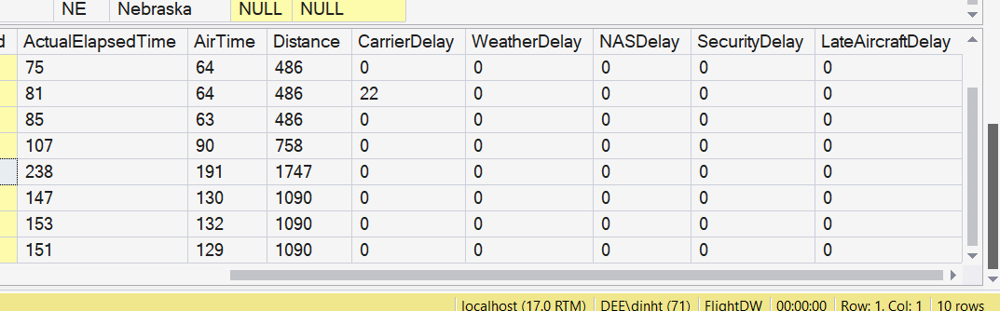 NE Nebraska NULL NULL
d ActualElapsedTime AirTime Distance CarrierDelay WeatherDelay NASDelay SecurityDelay LateAircraftDelay
75 64 486 0 0 0 0 0
81 64 486 22 0 0 0 0
85 63 486 0 0 0 0 0
107 90 758 0 0 0 0 0
238 191 1747 0 0 0 0 0
147 130 1090 0 0 0 0 0
153 132 1090 0 0 0 0 0
151 129 1090 0 0 0 0 0
localhost (17.0 RTM) DEE\dinht (71) FlightDW 00:00:00 Row: 1, Col: 1 10 rows